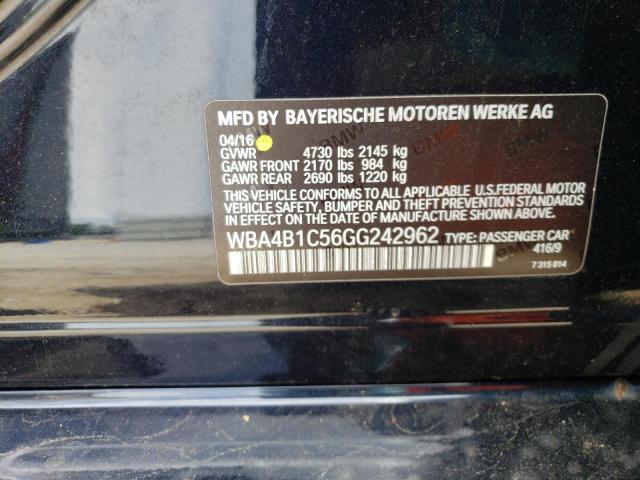 MFD BY BAYERISCHE MOTOREN WERKE AG
04/16
GVWR 4730 lbs 2145 kg
GAWR FRONT 2170 lbs 984 kg
GAWR REAR 2690 lbs 1220 kg
THIS VEHICLE CONFORMS TO ALL APPLICABLE U.S.FEDERAL MOTOR
VEHICLE SAFETY, BUMPER AND THEFT PREVENTION STANDARDS
IN EFFECT ON THE DATE OF MANUFACTURE SHOWN ABOVE.
WBA4B1C56GG242962 TYPE: PASSENGER CAR
416/9
7 315 814